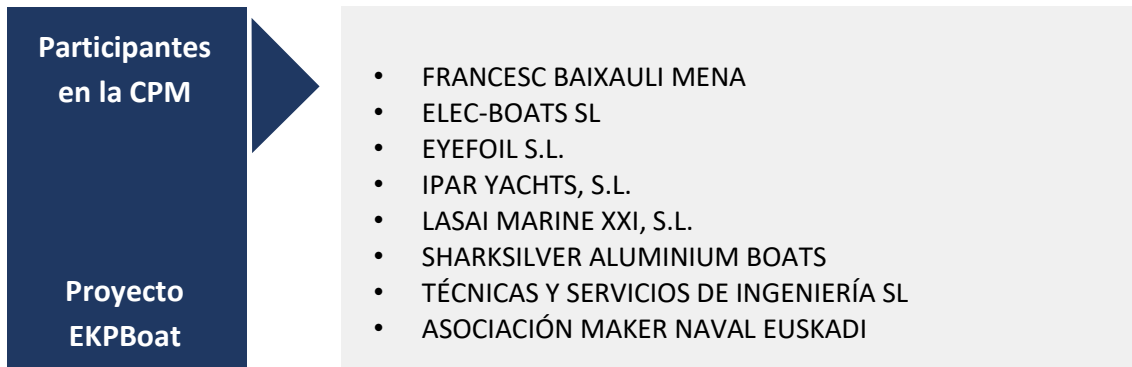 Participantes
en la CPM
Proyecto
EKPBoat
• FRANCESC BAIXAULI MENA
• ELEC-BOATS SL
• EYEFOIL S.L.
• IPAR YACHTS, S.L.
• LASAI MARINE XXI, S.L.
• SHARKSILVER ALUMINIUM BOATS
• TÉCNICAS Y SERVICIOS DE INGENIERÍA SL
• ASOCIACIÓN MAKER NAVAL EUSKADI